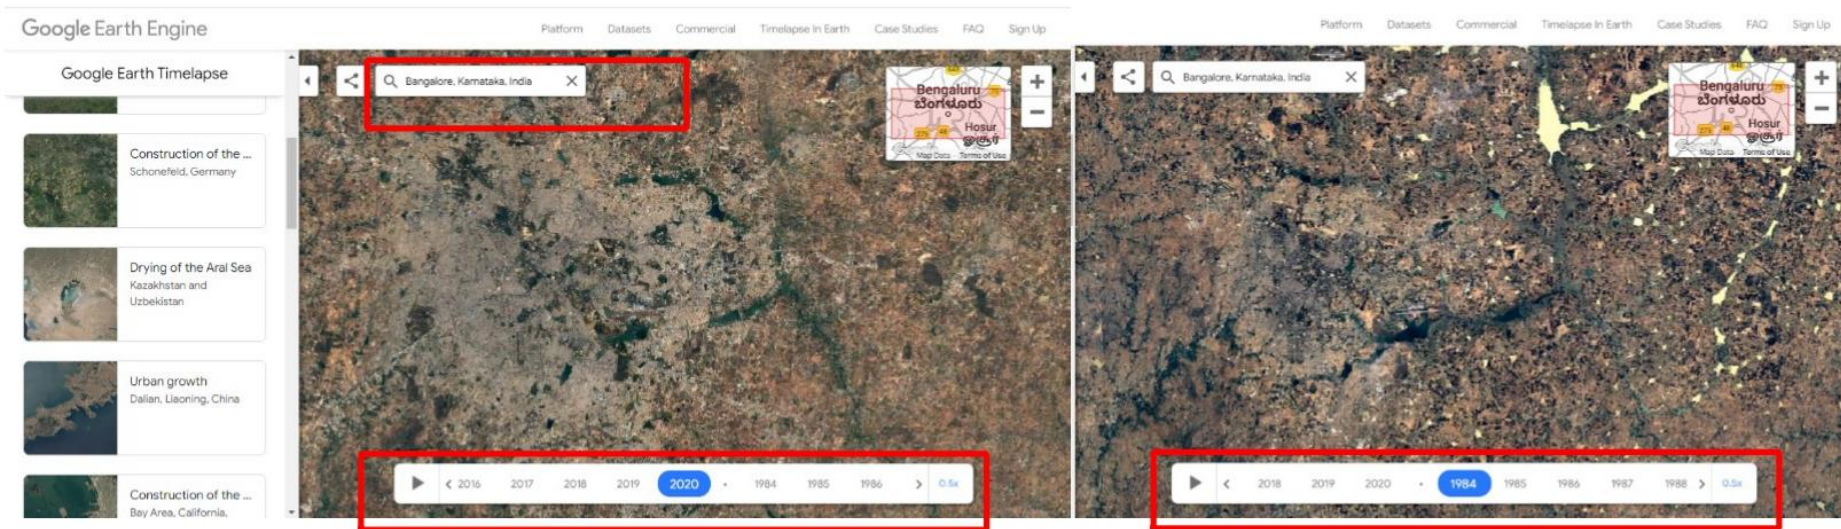 Google Earth Engine
Platform Datasets Commercial Timelapse In Earth Case Studies FAQ Sign Up
Google Earth Timelapse
Construction of the ...
Schonefeld, Germany
Drying of the Aral Sea
Kazakhstan and
Uzbekistan
Urban growth
Dalian, Liaoning, China
Construction of the ...
Bay Area, California,
Bangalore, Karnataka, India
Bengaluru
ಬೆಂಗಳೂರು
Hosur
ஓசூர்
Map Data Terms of Use
2016 2017 2018 2019 2020 1984 1985 1986 0.5x
Platform Datasets Commercial Timelapse In Earth Case Studies FAQ Sign Up
Bangalore, Karnataka, India
Bengaluru
ಬೆಂಗಳೂರು
Hosur
ஓசூர்
Map Data Terms of Use
2018 2019 2020 1984 1985 1986 1987 1988 0.5x